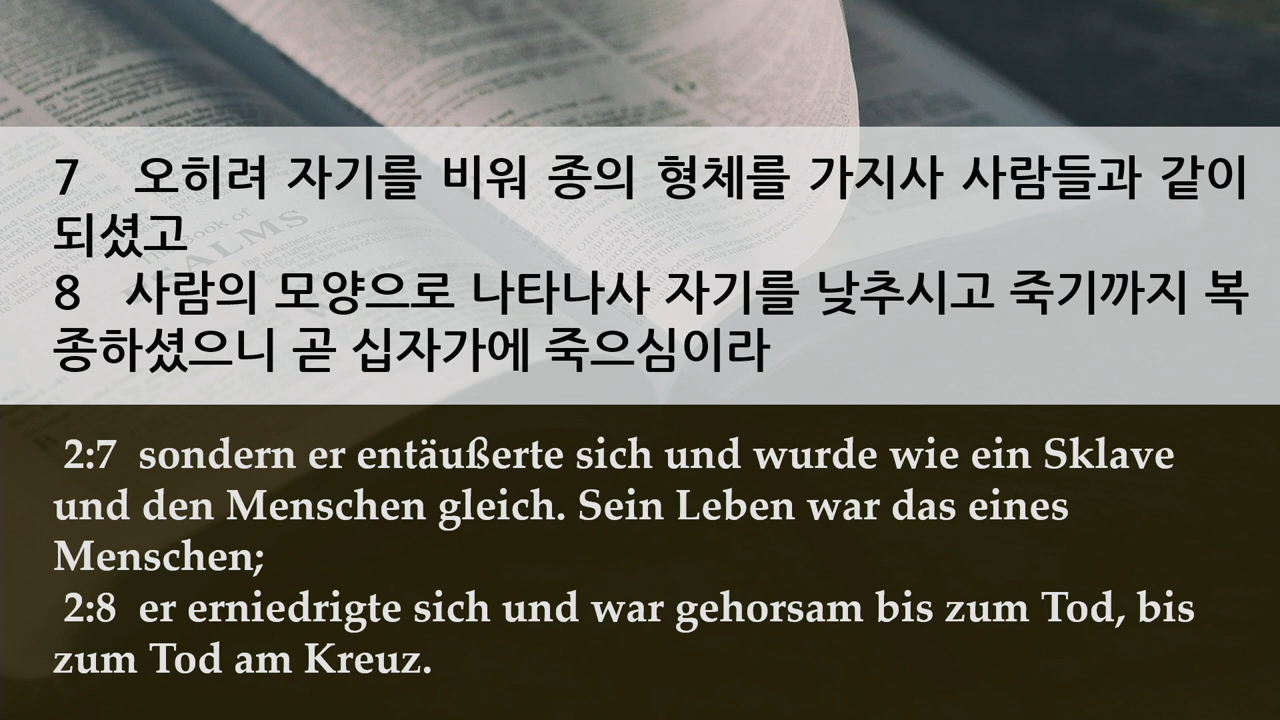 7 오히려 자기를 비워 종의 형체를 가지사 사람들과 같이
되셨고
8 사람의 모양으로 나타나사 자기를 낮추시고 죽기까지 복
종하셨으니 곧 십자가에 죽으심이라
2:7 sondern er entäußerte sich und wurde wie ein Sklave
und den Menschen gleich. Sein Leben war das eines
Menschen;
2:8 er erniedrigte sich und war gehorsam bis zum Tod, bis
zum Tod am Kreuz.